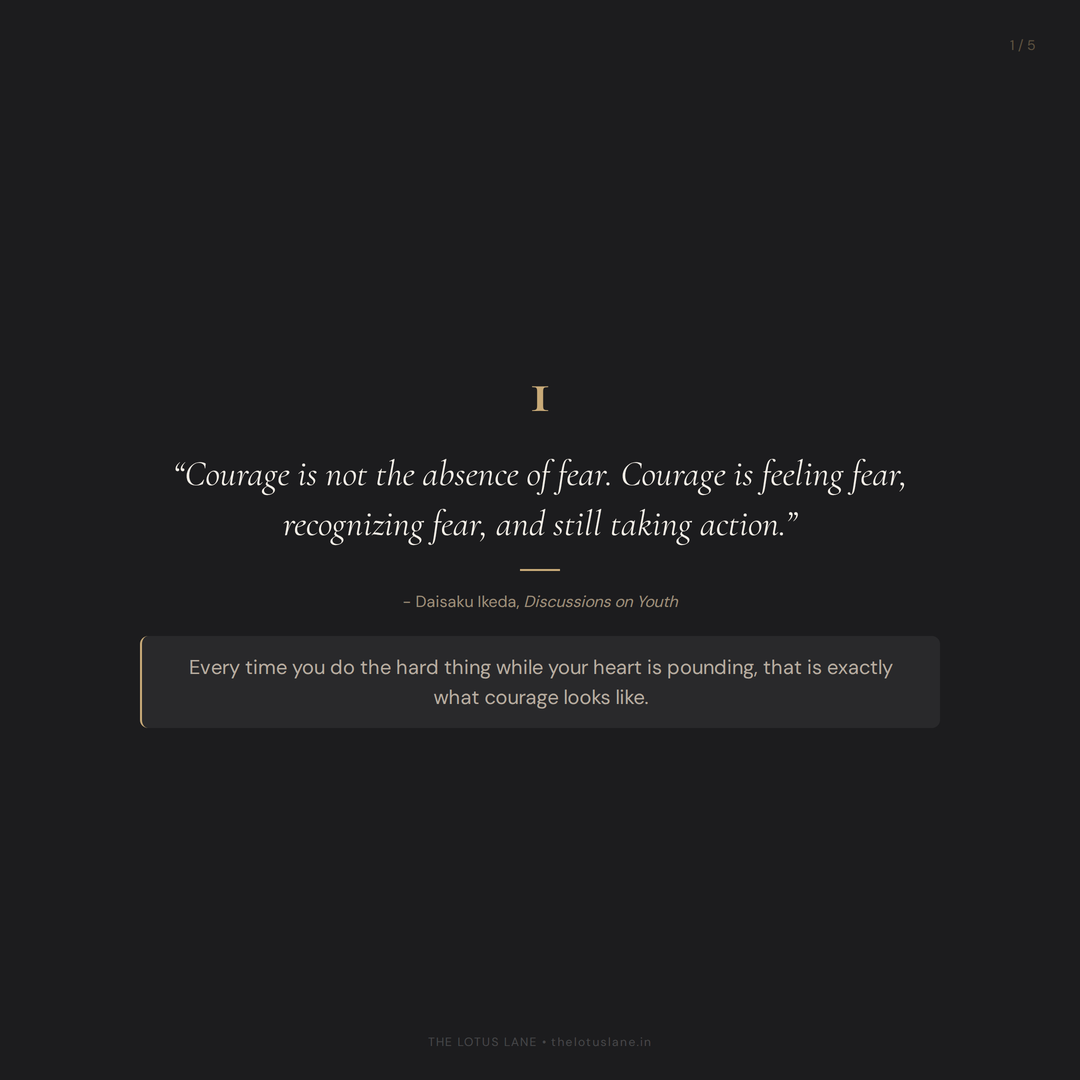 1 / 5
I
“Courage is not the absence of fear. Courage is feeling fear,
recognizing fear, and still taking action.”
– Daisaku Ikeda, Discussions on Youth
Every time you do the hard thing while your heart is pounding, that is exactly
what courage looks like.
THE LOTUS LANE • thelotuslane.in